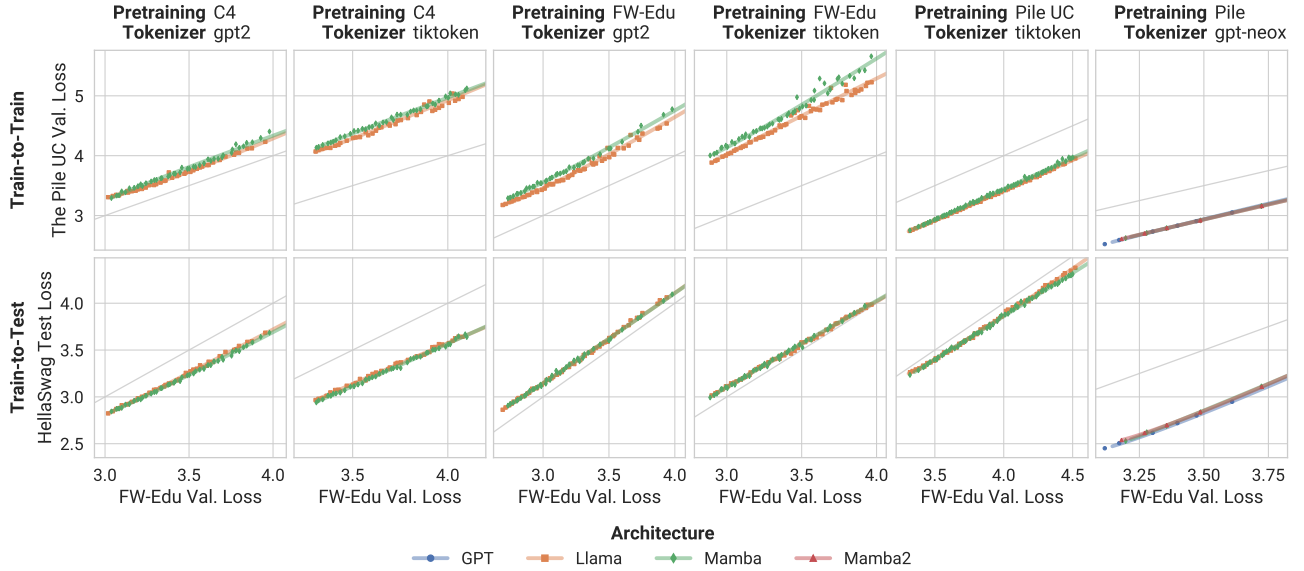 Pretraining C4
Tokenizer gpt2
Pretraining C4
Tokenizer tiktoken
Pretraining FW-Edu
Tokenizer gpt2
Pretraining FW-Edu
Tokenizer tiktoken
Pretraining Pile UC
Tokenizer tiktoken
Pretraining Pile
Tokenizer gpt-neox
Train-to-Train
The Pile UC Val. Loss
5
4
3
Train-to-Test
HellaSwag Test Loss
4.0
3.5
3.0
2.5
3.0 3.5 4.0
3.5 4.0
3.0 3.5 4.0
3.0 3.5 4.0
3.5 4.0 4.5
3.25 3.50 3.75
FW-Edu Val. Loss
FW-Edu Val. Loss
FW-Edu Val. Loss
FW-Edu Val. Loss
FW-Edu Val. Loss
FW-Edu Val. Loss
Architecture
GPT Llama Mamba Mamba2